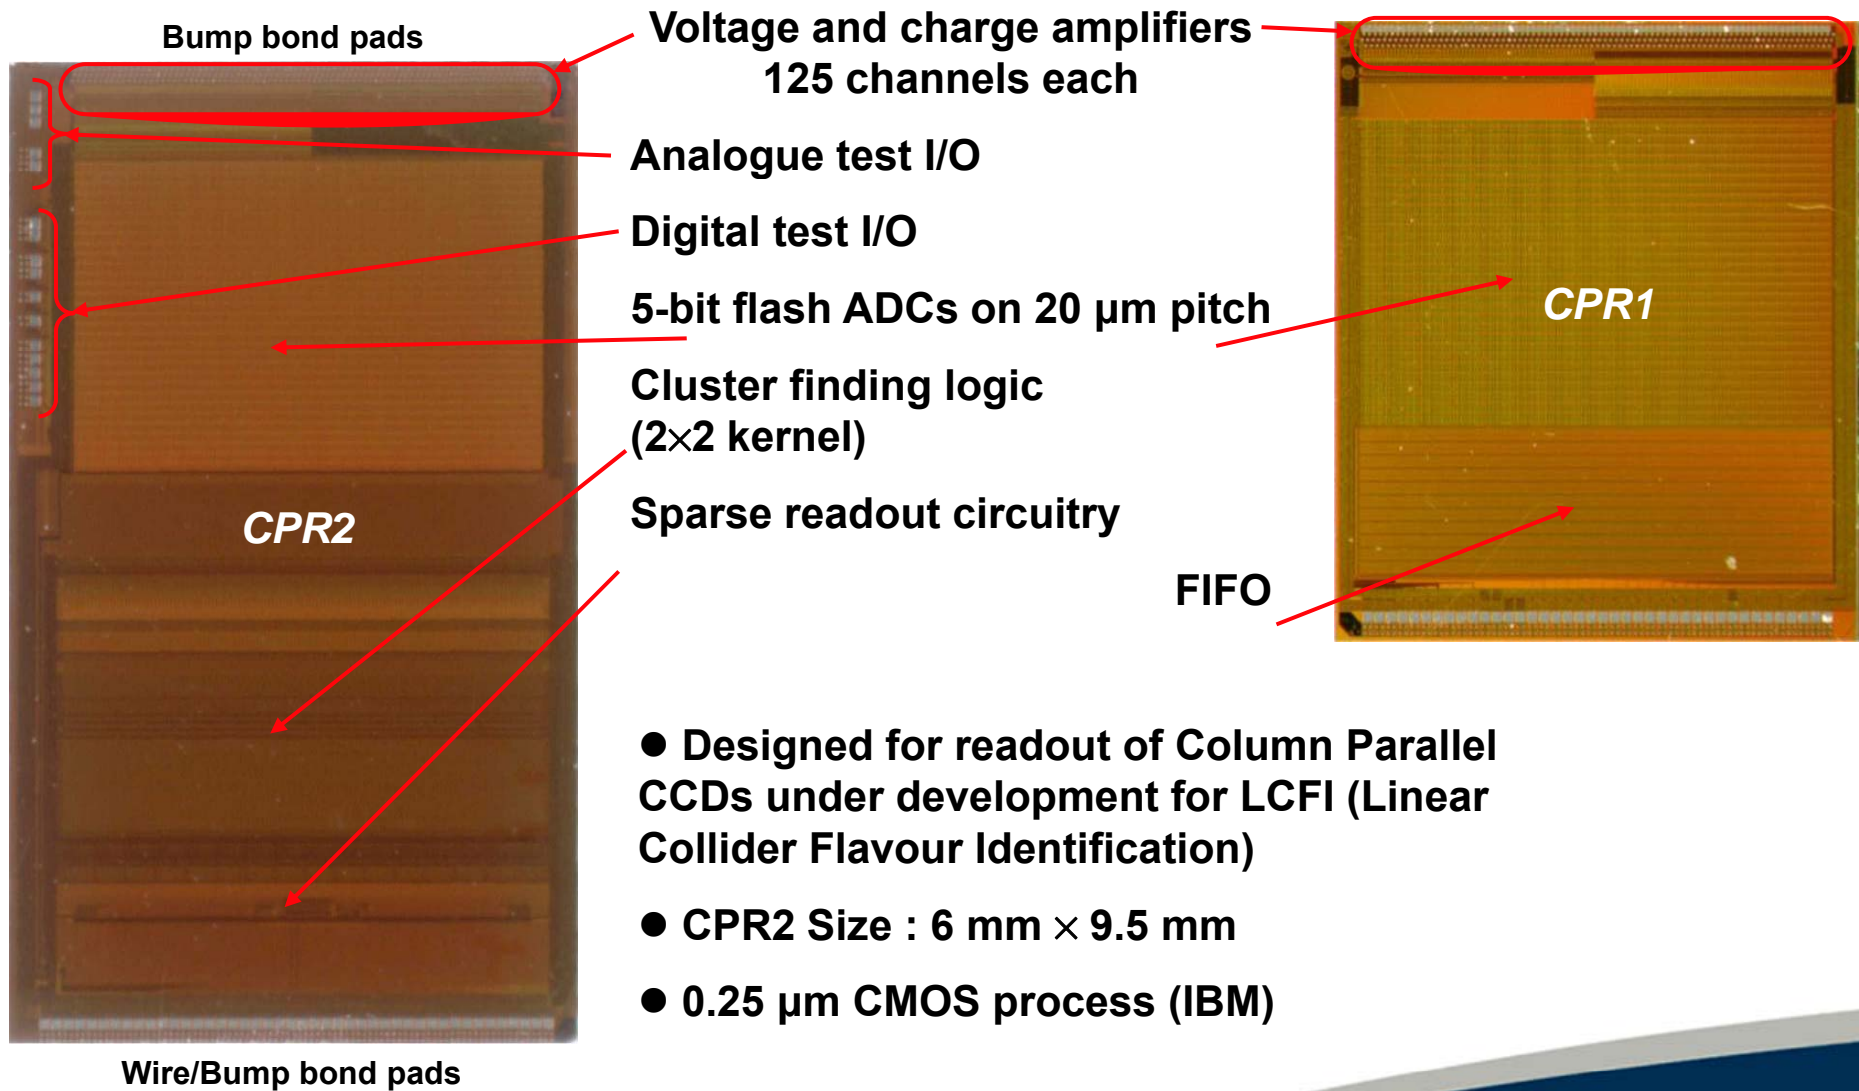 Bump bond pads
Voltage and charge amplifiers
125 channels each
Analogue test I/O
Digital test I/O
5-bit flash ADCs on 20 µm pitch
Cluster finding logic
(2×2 kernel)
Sparse readout circuitry
FIFO
CPR1
CPR2
● Designed for readout of Column Parallel
CCDs under development for LCFI (Linear
Collider Flavour Identification)
● CPR2 Size : 6 mm × 9.5 mm
● 0.25 µm CMOS process (IBM)
Wire/Bump bond pads